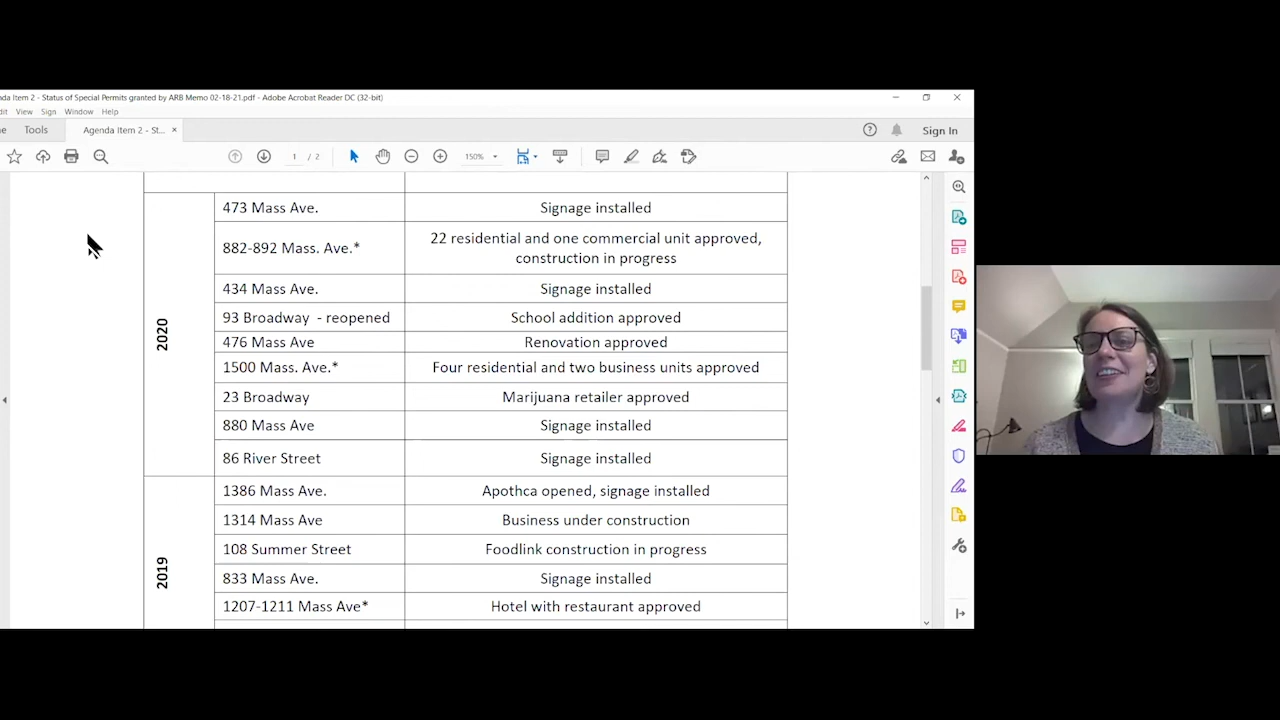 nda Item 2 - Status of Special Permits granted by ARB Memo 02-18-21.pdf - Adobe Acrobat Reader DC (32-bit)
dit View Sign Window Help
ne Tools Agenda Item 2 - St... × Sign In
1 / 2 150%
2020
473 Mass Ave. Signage installed
882-892 Mass. Ave.* 22 residential and one commercial unit approved,
construction in progress
434 Mass Ave. Signage installed
93 Broadway - reopened School addition approved
476 Mass Ave Renovation approved
1500 Mass. Ave.* Four residential and two business units approved
23 Broadway Marijuana retailer approved
880 Mass Ave Signage installed
86 River Street Signage installed
2019
1386 Mass Ave. Apothca opened, signage installed
1314 Mass Ave Business under construction
108 Summer Street Foodlink construction in progress
833 Mass Ave. Signage installed
1207-1211 Mass Ave* Hotel with restaurant approved